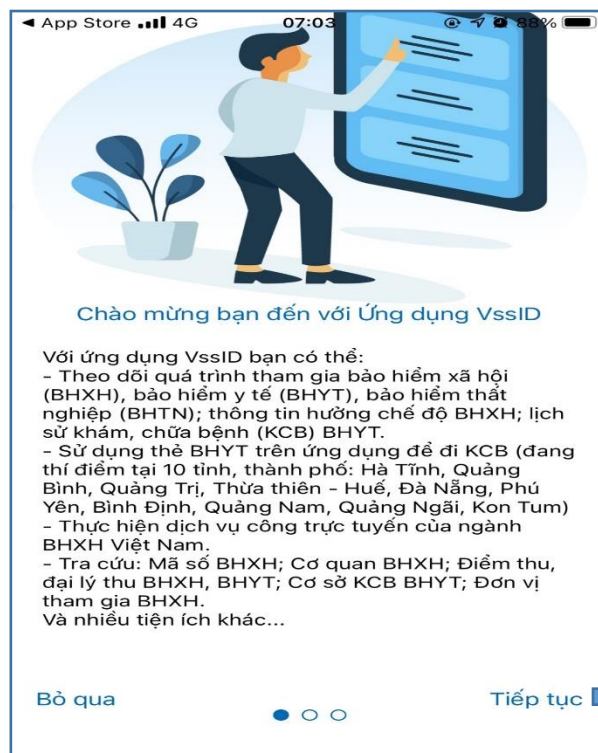 App Store 4G 07:03 88%
Chào mừng bạn đến với Ứng dụng VssID
Với ứng dụng VssID bạn có thể:
- Theo dõi quá trình tham gia bảo hiểm xã hội
(BHXH), bảo hiểm y tế (BHYT), bảo hiểm thất
nghiệp (BHTN); thông tin hưởng chế độ BHXH; lịch
sử khám, chữa bệnh (KCB) BHYT.
- Sử dụng thẻ BHYT trên ứng dụng để đi KCB (đang
thí điểm tại 10 tỉnh, thành phố: Hà Tĩnh, Quảng
Bình, Quảng Trị, Thừa thiên - Huế, Đà Nẵng, Phú
Yên, Bình Định, Quảng Nam, Quảng Ngãi, Kon Tum)
- Thực hiện dịch vụ công trực tuyến của ngành
BHXH Việt Nam.
- Tra cứu: Mã số BHXH; Cơ quan BHXH; Điểm thu,
đại lý thu BHXH, BHYT; Cơ sở KCB BHYT; Đơn vị
tham gia BHXH.
Và nhiều tiện ích khác...
Bỏ qua Tiếp tục